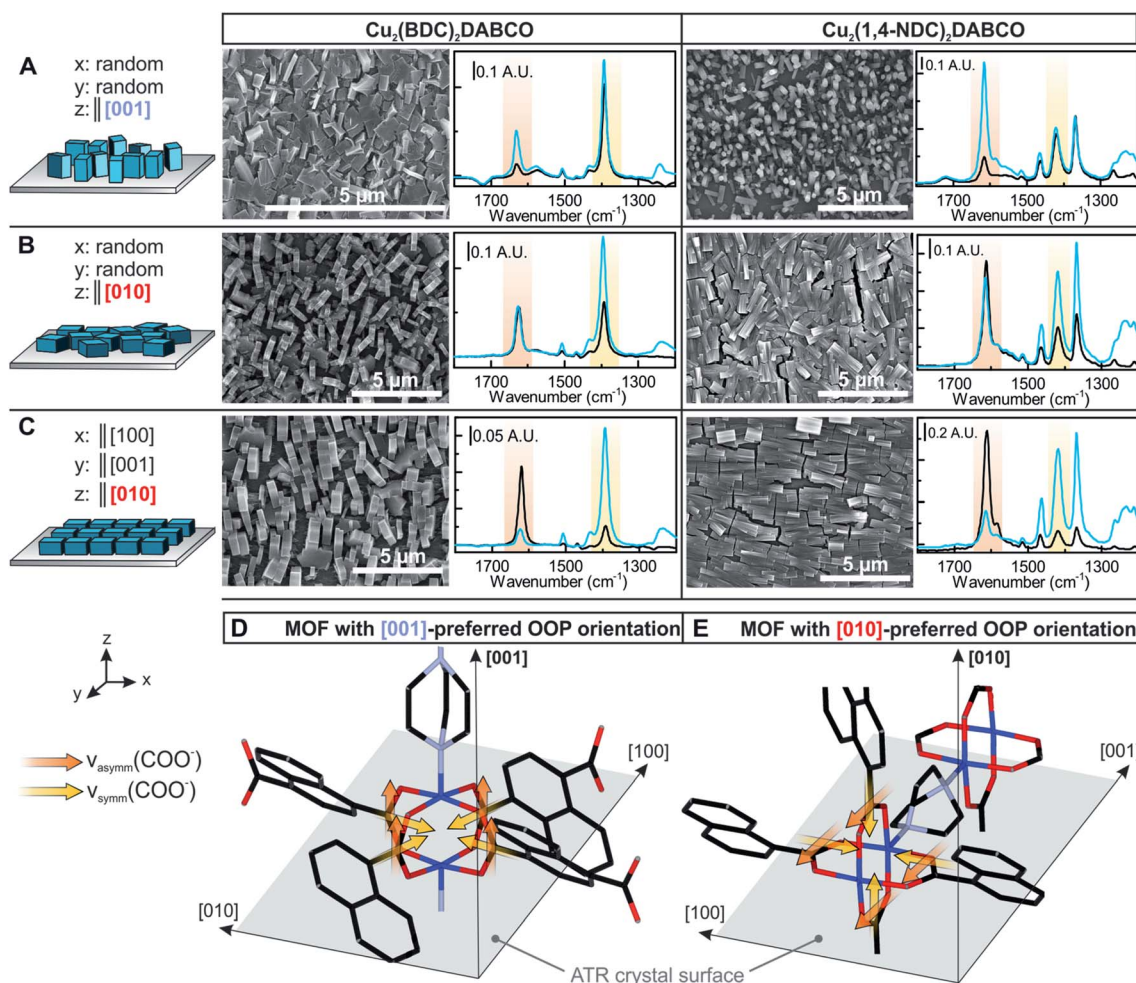 Cu₂(BDC)₂DABCO
Cu₂(1,4-NDC)₂DABCO
A
x: random
y: random
z: ‖ [001]
5 µm
0.1 A.U.
1700 1500 1300
Wavenumber (cm⁻¹)
5 µm
0.1 A.U.
1700 1500 1300
Wavenumber (cm⁻¹)
B
x: random
y: random
z: ‖ [010]
5 µm
0.1 A.U.
1700 1500 1300
Wavenumber (cm⁻¹)
5 µm
0.1 A.U.
1700 1500 1300
Wavenumber (cm⁻¹)
C
x: ‖ [100]
y: ‖ [001]
z: ‖ [010]
5 µm
0.05 A.U.
1700 1500 1300
Wavenumber (cm⁻¹)
5 µm
0.2 A.U.
1700 1500 1300
Wavenumber (cm⁻¹)
z
y
x
νasymm(COO⁻)
νsymm(COO⁻)
D MOF with [001]-preferred OOP orientation
[001]
[100]
[010]
E MOF with [010]-preferred OOP orientation
[010]
[001]
[100]
ATR crystal surface